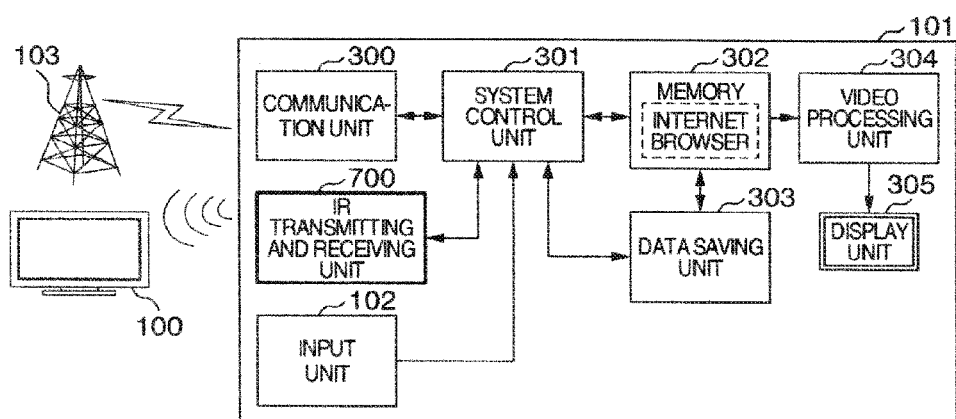 101
103
300
301
302
304
COMMUNICA-
TION UNIT
SYSTEM
CONTROL
UNIT
MEMORY
INTERNET
BROWSER
VIDEO
PROCESSING
UNIT
700
IR
TRANSMITTING
AND RECEIVING
UNIT
303
DATA SAVING
UNIT
305
DISPLAY
UNIT
100
102
INPUT
UNIT